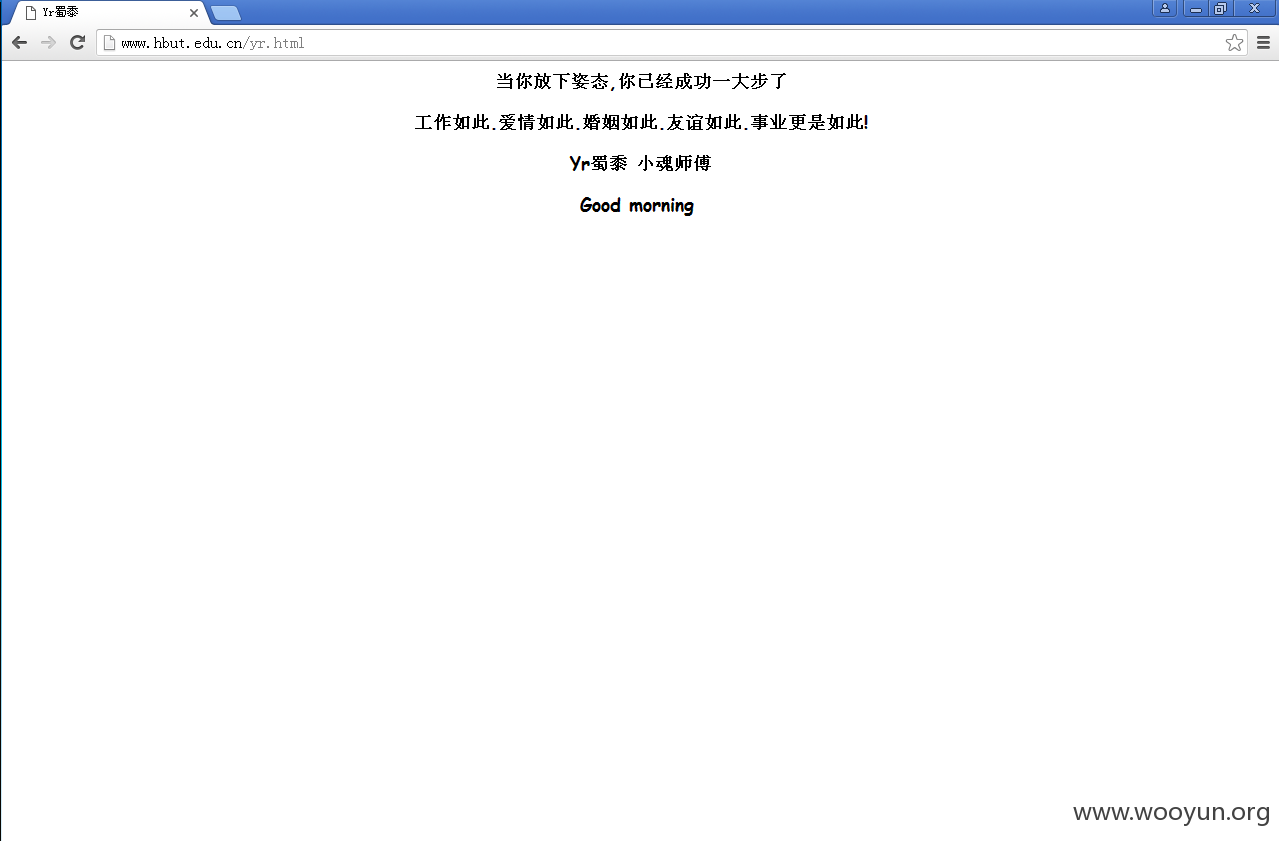 Yr蜀黍
www.hbut.edu.cn/yr.html
当你放下姿态,你已经成功一大步了
工作如此.爱情如此.婚姻如此.友谊如此.事业更是如此!
Yr蜀黍 小魂师傅
Good morning
www.wooyun.org